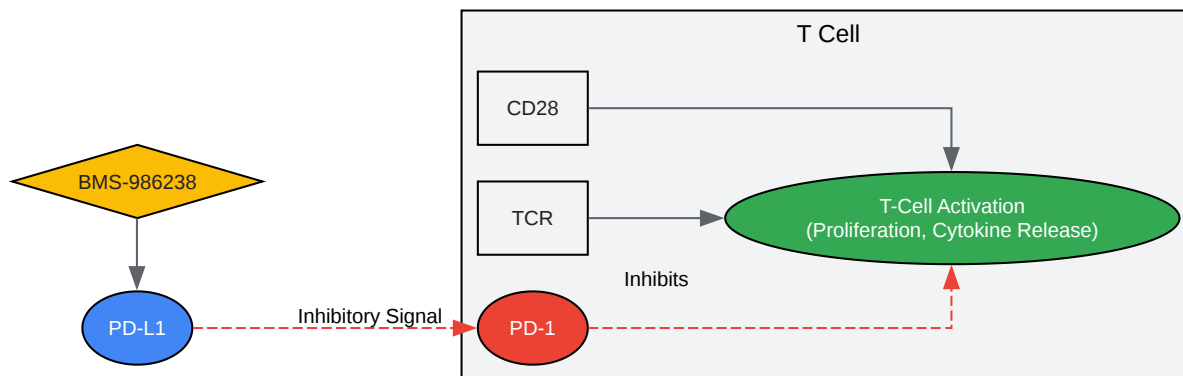 T Cell
CD28
BMS-986238
TCR
T-Cell Activation
(Proliferation, Cytokine Release)
Inhibits
PD-L1
Inhibitory Signal
PD-1